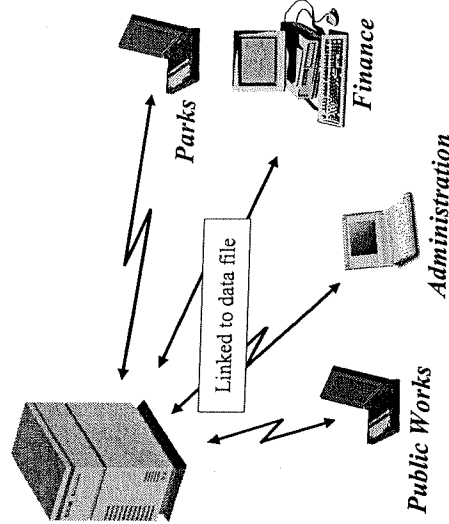 Parks
Finance
Linked to data file
Administration
Public Works